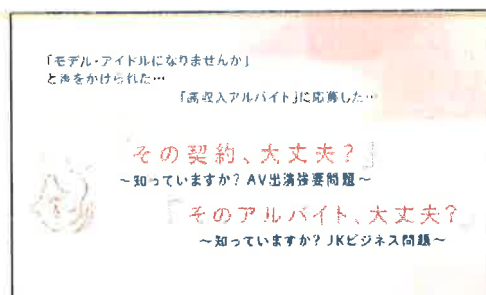 「モデル・アイドルになりませんか」
と声をかけられた…
「高収入アルバイト」に応募した…
「その契約、大丈夫？」
～知っていますか？AV出演強要問題～
「そのアルバイト、大丈夫？」
～知っていますか？JKビジネス問題～